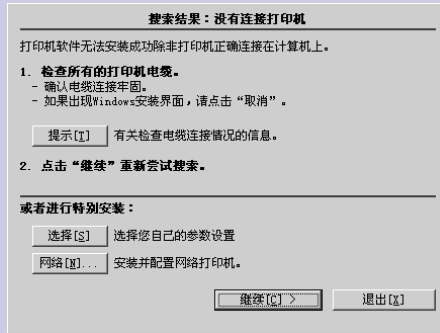 搜索结果：没有连接打印机
打印机软件无法安装成功除非打印机正确连接在计算机上。
1. 检查所有的打印机电缆。
- 确认电缆连接牢固。
- 如果出现Windows安装界面，请点击“取消”。
提示[T] 有关检查电缆连接情况的信息。
2. 点击“继续”重新尝试搜索。
或者进行特别安装：
选择[S] 选择您自己的参数设置
网络[N]... 安装并配置网络打印机。
继续[C] > 退出[X]